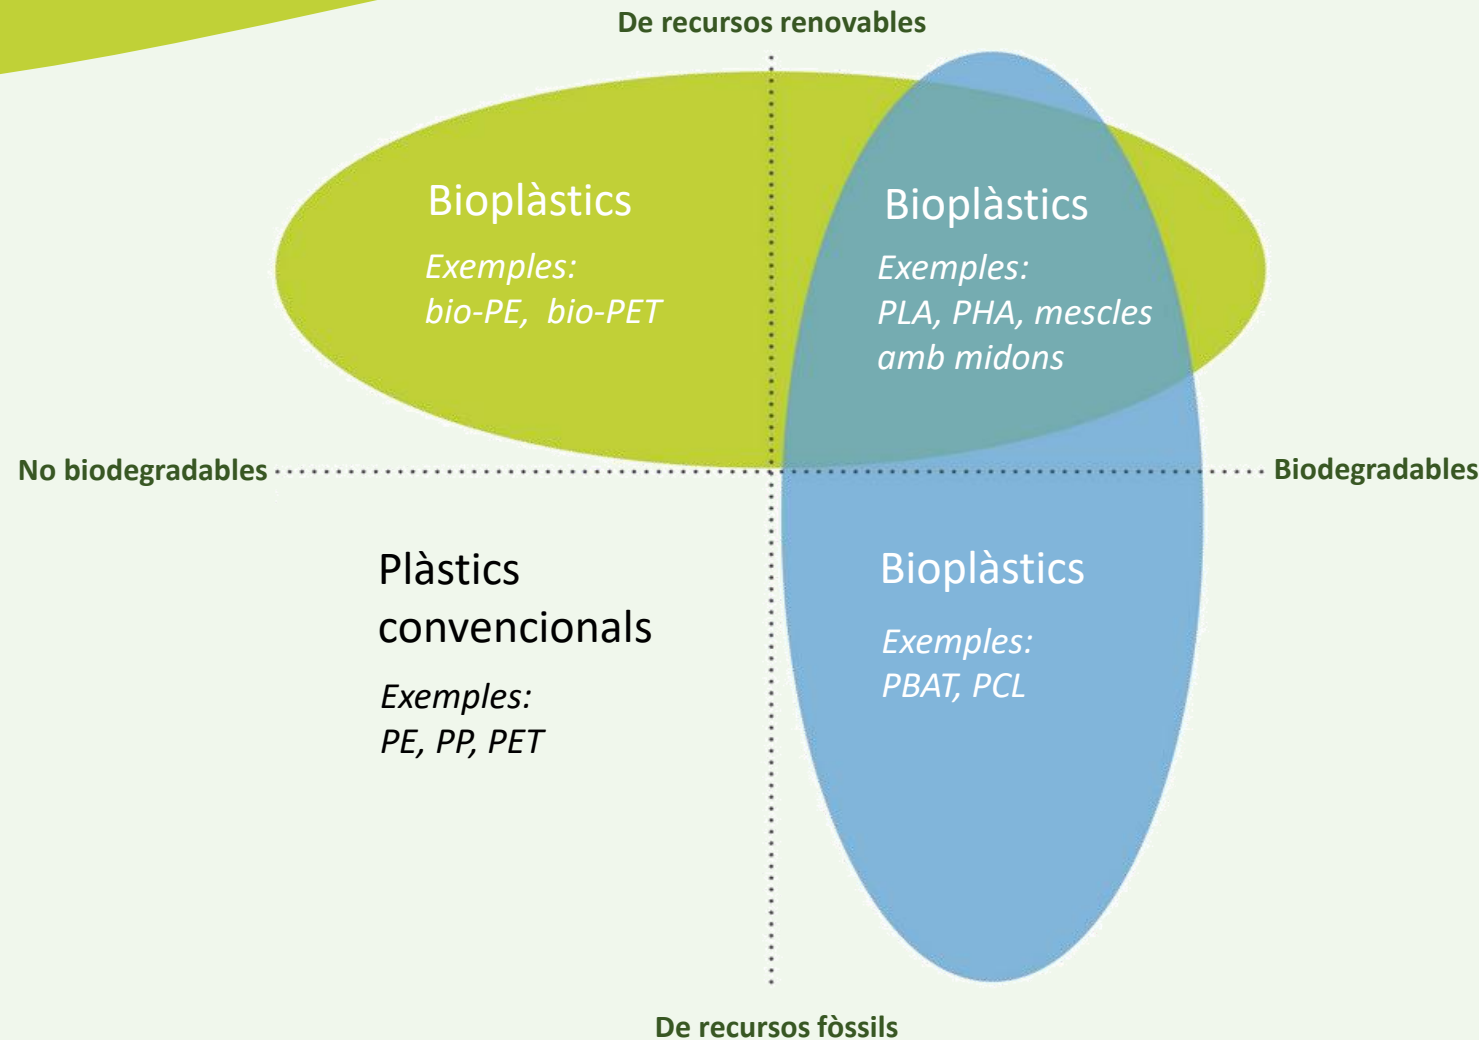 De recursos renovables
Bioplàstics
Exemples:
bio-PE, bio-PET
Bioplàstics
Exemples:
PLA, PHA, mescles
amb midons
No biodegradables
Biodegradables
Plàstics
convencionals
Exemples:
PE, PP, PET
Bioplàstics
Exemples:
PBAT, PCL
De recursos fòssils